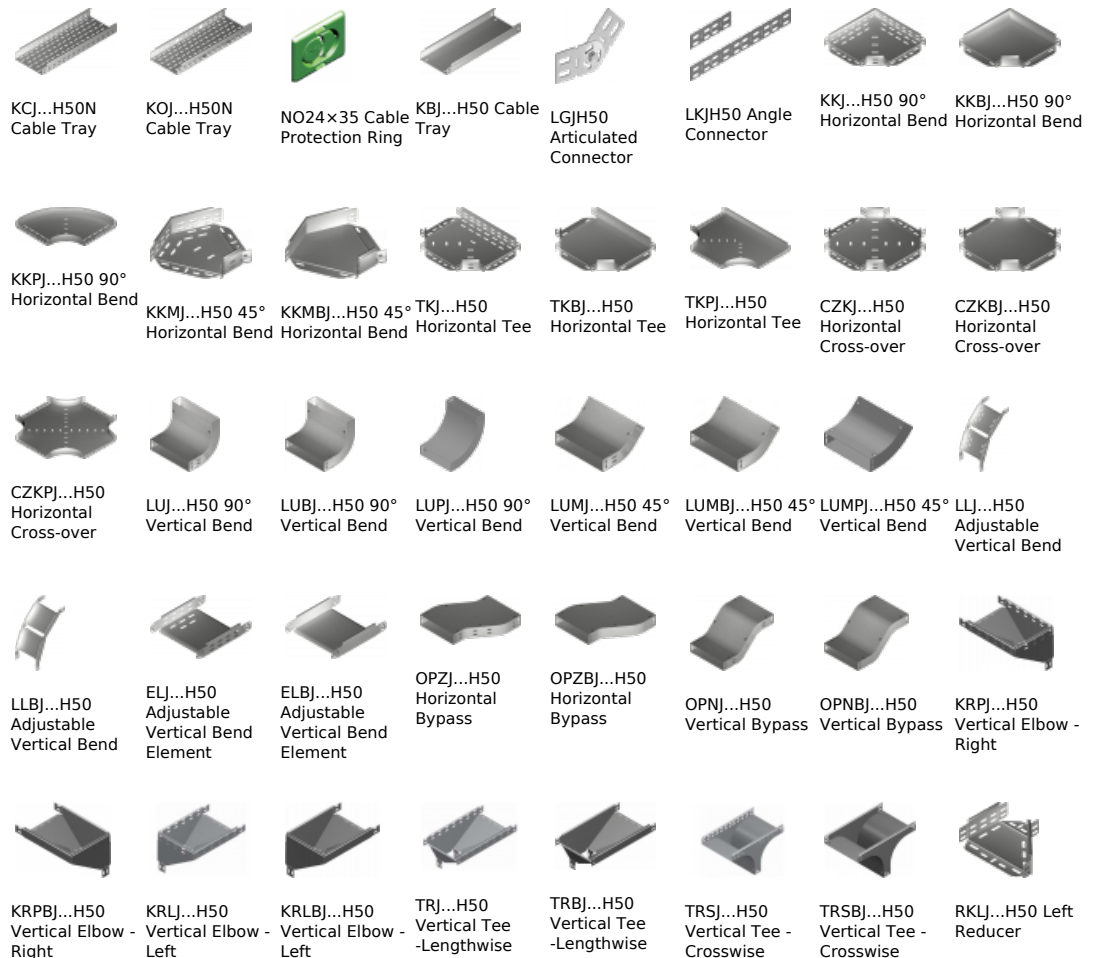 KCJ...H50N
Cable Tray
KOJ...H50N
Cable Tray
NO24×35 Cable
Protection Ring
KBJ...H50 Cable
Tray
LGJH50
Articulated
Connector
LKJH50 Angle
Connector
KKJ...H50 90°
Horizontal Bend
KKBJ...H50 90°
Horizontal Bend
KKPJ...H50 90°
Horizontal Bend
KKMJ...H50 45°
Horizontal Bend
KKMBJ...H50 45°
Horizontal Bend
TKJ...H50
Horizontal Tee
TKBJ...H50
Horizontal Tee
TKPJ...H50
Horizontal Tee
CZKJ...H50
Horizontal
Cross-over
CZKBJ...H50
Horizontal
Cross-over
CZKPJ...H50
Horizontal
Cross-over
LUJ...H50 90°
Vertical Bend
LUBJ...H50 90°
Vertical Bend
LUPJ...H50 90°
Vertical Bend
LUMJ...H50 45°
Vertical Bend
LUMBJ...H50 45°
Vertical Bend
LUMPJ...H50 45°
Vertical Bend
LLJ...H50
Adjustable
Vertical Bend
LLBJ...H50
Adjustable
Vertical Bend
ELJ...H50
Adjustable
Vertical Bend
Element
ELBJ...H50
Adjustable
Vertical Bend
Element
OPZJ...H50
Horizontal
Bypass
OPZBJ...H50
Horizontal
Bypass
OPNJ...H50
Vertical Bypass
OPNBJ...H50
Vertical Bypass
KRPJ...H50
Vertical Elbow -
Right
KRPBJ...H50
Vertical Elbow -
Right
KRLJ...H50
Vertical Elbow -
Left
KRLBJ...H50
Vertical Elbow -
Left
TRJ...H50
Vertical Tee
-Lengthwise
TRBJ...H50
Vertical Tee
-Lengthwise
TRSJ...H50
Vertical Tee -
Crosswise
TRSBJ...H50
Vertical Tee -
Crosswise
RKLJ...H50 Left
Reducer